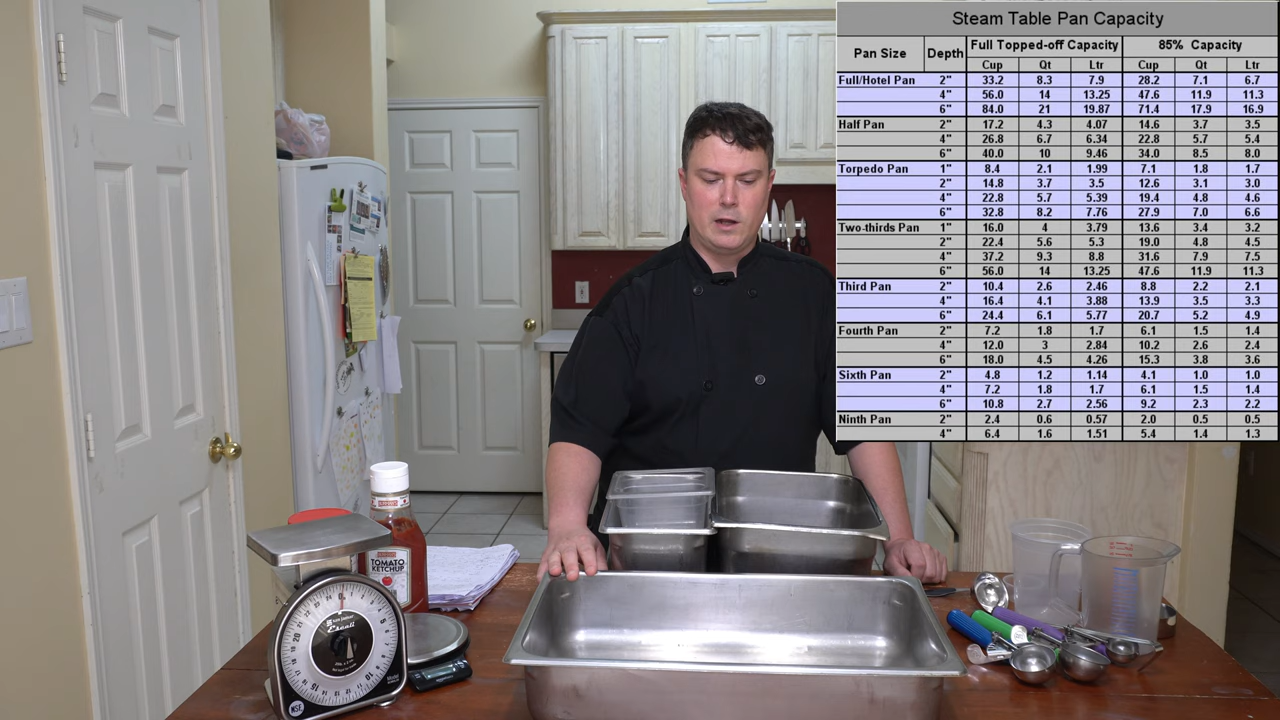 Steam Table Pan Capacity
Pan Size Depth Full Topped-off Capacity 85% Capacity
Cup Qt Ltr Cup Qt Ltr
Full/Hotel Pan 2" 33.2 8.3 7.9 28.2 7.1 6.7
4" 56.0 14 13.25 47.6 11.9 11.3
6" 84.0 21 19.87 71.4 17.9 16.9
Half Pan 2" 17.2 4.3 4.07 14.6 3.7 3.5
4" 26.8 6.7 6.34 22.8 5.7 5.4
6" 40.0 10 9.46 34.0 8.5 8.0
Torpedo Pan 1" 8.4 2.1 1.99 7.1 1.8 1.7
2" 14.8 3.7 3.5 12.6 3.1 3.0
4" 22.8 5.7 5.39 19.4 4.8 4.6
6" 32.8 8.2 7.76 27.9 7.0 6.6
Two-thirds Pan 1" 16.0 4 3.79 13.6 3.4 3.2
2" 22.4 5.6 5.3 19.0 4.8 4.5
4" 37.2 9.3 8.8 31.6 7.9 7.5
6" 56.0 14 13.25 47.6 11.9 11.3
Third Pan 2" 10.4 2.6 2.46 8.8 2.2 2.1
4" 16.4 4.1 3.88 13.9 3.5 3.3
6" 24.4 6.1 5.77 20.7 5.2 4.9
Fourth Pan 2" 7.2 1.8 1.7 6.1 1.5 1.4
4" 12.0 3 2.84 10.2 2.6 2.4
6" 18.0 4.5 4.26 15.3 3.8 3.6
Sixth Pan 2" 4.8 1.2 1.14 4.1 1.0 1.0
4" 7.2 1.8 1.7 6.1 1.5 1.4
6" 10.8 2.7 2.56 9.2 2.3 2.2
Ninth Pan 2" 2.4 0.6 0.57 2.0 0.5 0.5
4" 6.4 1.6 1.51 5.4 1.4 1.3
TOMATO
KETCHUP
Escali
NSF